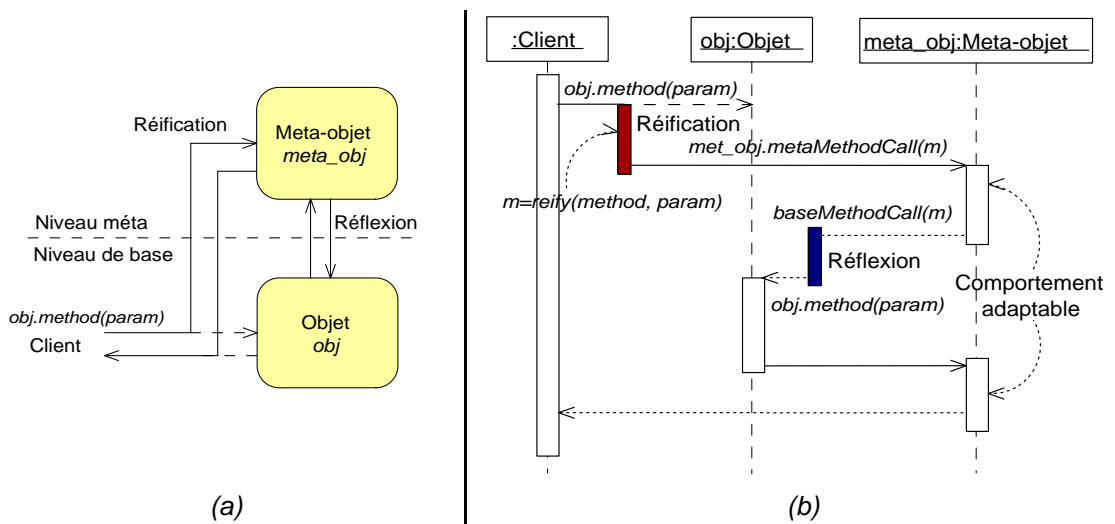 Réification
Meta-objet
meta_obj
Niveau méta
Réflexion
Niveau de base
obj.method(param)
Client
Objet
obj
(a)
:Client
obj:Objet
meta_obj:Meta-objet
obj.method(param)
Réification
met_obj.metaMethodCall(m)
m=reify(method, param)
baseMethodCall(m)
Réflexion
obj.method(param)
Comportement
adaptable
(b)